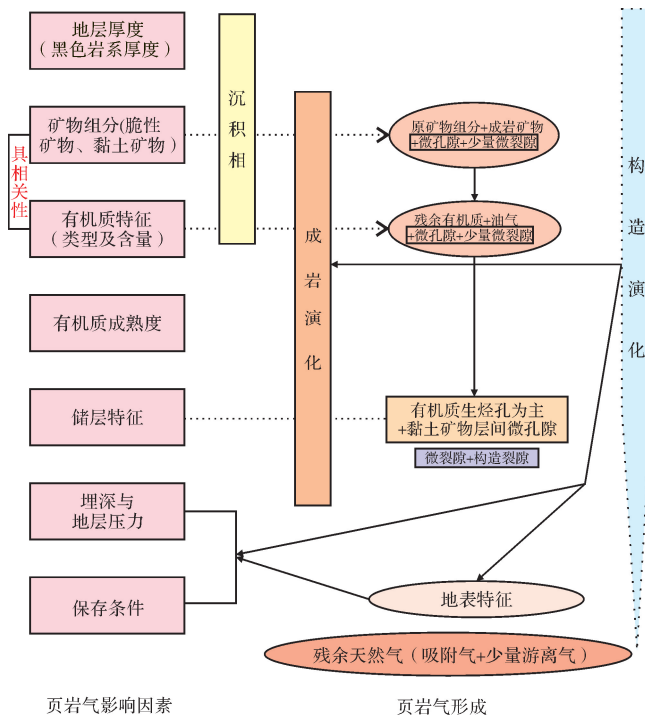 地层厚度
(黑色岩系厚度)
矿物组分(脆性
矿物、黏土矿物)
具相关性
有机质特征
(类型及含量)
有机质成熟度
储层特征
埋深与
地层压力
保存条件
沉积相
成岩演化
原矿物组分+成岩矿物
+微孔隙+少量微裂隙
残余有机质+油气
+微孔隙+少量微裂隙
有机质生烃孔为主
+黏土矿物层间微孔隙
微裂隙+构造裂隙
地表特征
残余天然气(吸附气+少量游离气)
构造演化
页岩气影响因素
页岩气形成